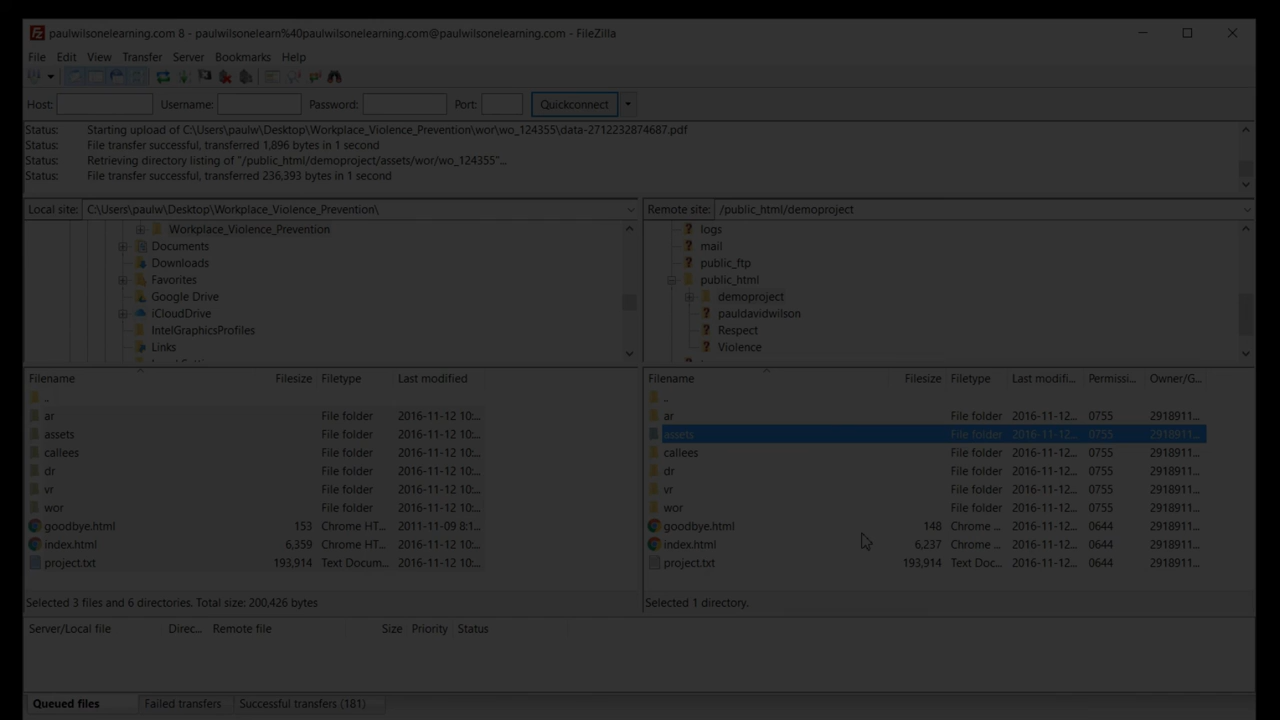 paulwilsonelearning.com 8 - paulwilsonelearn%40paulwilsonelearning.com@paulwilsonelearning.com - FileZilla
File Edit View Transfer Server Bookmarks Help
Host: Username: Password: Port: Quickconnect
Status: Starting upload of C:\Users\paulw\Desktop\Workplace_Violence_Prevention\wor\wo_124355\data-2712232874687.pdf
Status: File transfer successful, transferred 1,896 bytes in 1 second
Status: Retrieving directory listing of "/public_html/demoproject/assets/wor/wo_124355"...
Status: File transfer successful, transferred 236,393 bytes in 1 second
Local site: C:\Users\paulw\Desktop\Workplace_Violence_Prevention\
Workplace_Violence_Prevention
Documents
Downloads
Favorites
Google Drive
iCloudDrive
IntelGraphicsProfiles
Links
Remote site: /public_html/demoproject
logs
mail
public_ftp
public_html
demoproject
pauldavidwilson
Respect
Violence
Filename Filesize Filetype Last modified
..
ar File folder 2016-11-12 10:...
assets File folder 2016-11-12 10:...
callees File folder 2016-11-12 10:...
dr File folder 2016-11-12 10:...
vr File folder 2016-11-12 10:...
wor File folder 2016-11-12 10:...
goodbye.html 153 Chrome HT... 2011-11-09 8:1...
index.html 6,359 Chrome HT... 2016-11-12 10:...
project.txt 193,914 Text Docum... 2016-11-12 10:...
Selected 3 files and 6 directories. Total size: 200,426 bytes
Filename Filesize Filetype Last modifi... Permissi... Owner/G...
..
ar File folder 2016-11-12... 0755 2918911...
assets File folder 2016-11-12... 0755 2918911...
callees File folder 2016-11-12... 0755 2918911...
dr File folder 2016-11-12... 0755 2918911...
vr File folder 2016-11-12... 0755 2918911...
wor File folder 2016-11-12... 0755 2918911...
goodbye.html 148 Chrome ... 2016-11-12... 0644 2918911...
index.html 6,237 Chrome ... 2016-11-12... 0644 2918911...
project.txt 193,914 Text Doc... 2016-11-12... 0644 2918911...
Selected 1 directory.
Server/Local file Direc... Remote file Size Priority Status
Queued files Failed transfers Successful transfers (181)